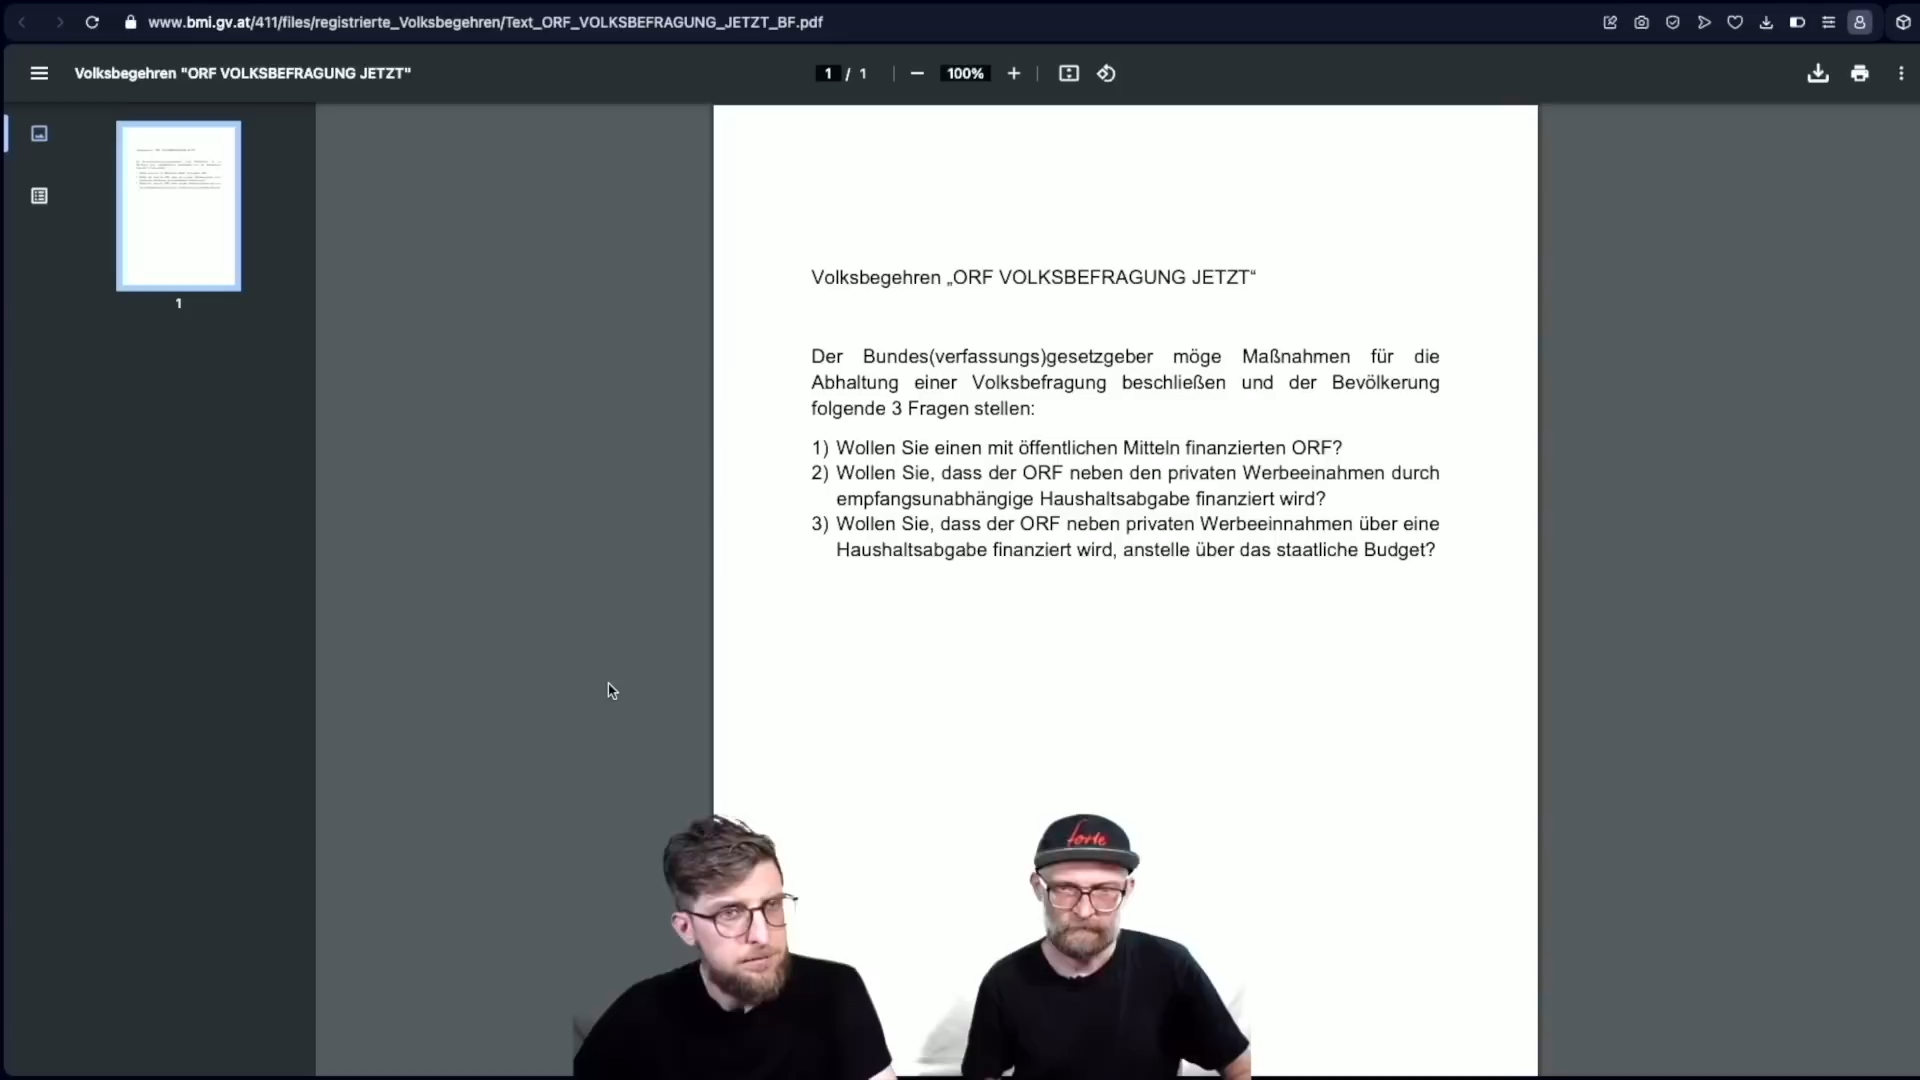 www.bmi.gv.at/411/files/registrierte_Volksbegehren/Text_ORF_VOLKSBEFRAGUNG_JETZT_BF.pdf
Volksbegehren "ORF VOLKSBEFRAGUNG JETZT"
1 / 1
100%
1
Volksbegehren „ORF VOLKSBEFRAGUNG JETZT“
Der Bundes(verfassungs)gesetzgeber möge Maßnahmen für die
Abhaltung einer Volksbefragung beschließen und der Bevölkerung
folgende 3 Fragen stellen:
1) Wollen Sie einen mit öffentlichen Mitteln finanzierten ORF?
2) Wollen Sie, dass der ORF neben den privaten Werbeeinahmen durch
empfangsunabhängige Haushaltsabgabe finanziert wird?
3) Wollen Sie, dass der ORF neben privaten Werbeeinnahmen über eine
Haushaltsabgabe finanziert wird, anstelle über das staatliche Budget?
forte